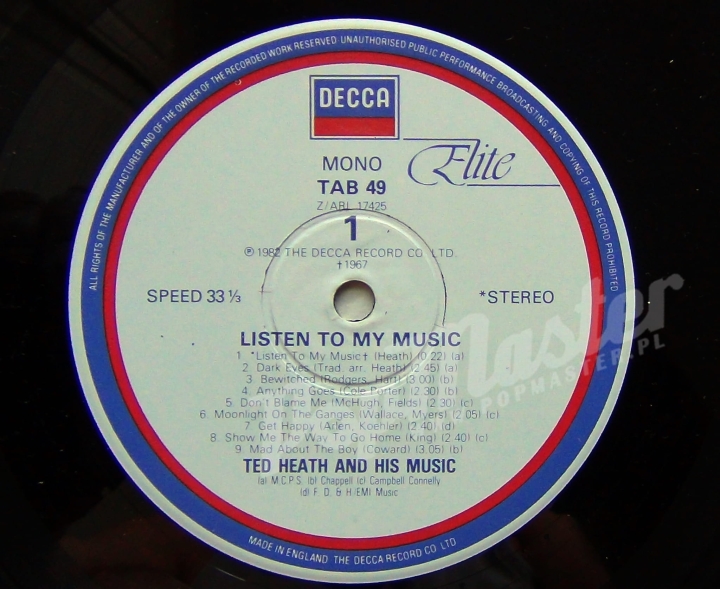 ALL RIGHTS OF THE MANUFACTURER AND OF THE OWNER OF THE RECORDED WORK RESERVED UNAUTHORISED PUBLIC PERFORMANCE BROADCASTING AND COPYING OF THIS RECORD PROHIBITED
DECCA
Elite
MONO
TAB 49
Z/ARL 17425
1
℗ 1982 THE DECCA RECORD CO. LTD.
†1967
SPEED 33⅓ *STEREO
LISTEN TO MY MUSIC
1. *Listen To My Music† (Heath) (0.22) (a)
2. Dark Eyes (Trad. arr. Heath) (2.45) (a)
3. Bewitched (Rodgers, Hart) (3.00) (b)
4. Anything Goes (Cole Porter) (2.30) (b)
5. Don't Blame Me (McHugh, Fields) (2.30) (c)
6. Moonlight On The Ganges (Wallace, Myers) (2.05) (c)
7. Get Happy (Arlen, Koehler) (2.40) (d)
8. Show Me The Way To Go Home (King) (2.40) (c)
9. Mad About The Boy (Coward) (3.05) (b)
TED HEATH AND HIS MUSIC
(a) M.C.P.S. (b) Chappell (c) Campbell Connelly
(d) F. D. & H/EMI Music
MADE IN ENGLAND THE DECCA RECORD CO LTD
Master
POPMASTER.PL